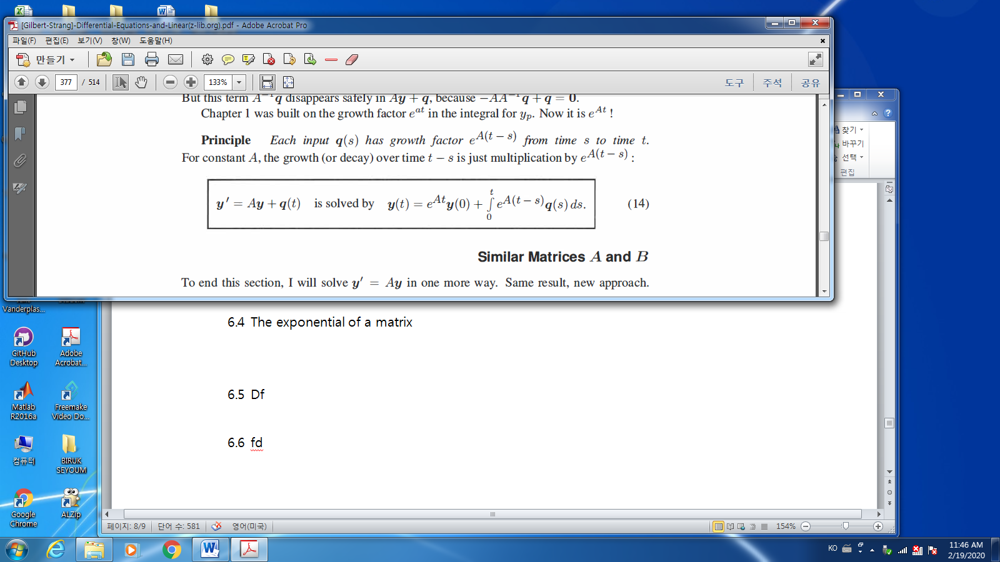 [Gilbert-Strang]-Differential-Equations-and-Linear(z-lib.org).pdf - Adobe Acrobat Pro
파일(F) 편집(E) 보기(V) 창(W) 도움말(H)
만들기
377 / 514 133% 도구 주석 공유
But this term A⁻¹q disappears safely in Ay + q, because −AA⁻¹q + q = 0.
Chapter 1 was built on the growth factor e^{at} in the integral for y_p. Now it is e^{At} !
Principle Each input q(s) has growth factor e^{A(t − s)} from time s to time t.
For constant A, the growth (or decay) over time t − s is just multiplication by e^{A(t − s)} :
y′ = Ay + q(t) is solved by y(t) = e^{At}y(0) + ∫₀ᵗ e^{A(t − s)}q(s) ds. (14)
Similar Matrices A and B
To end this section, I will solve y′ = Ay in one more way. Same result, new approach.
찾기
바꾸기
선택
편집
Vanderplas...
6.4 The exponential of a matrix
6.5 Df
6.6 fd
GitHub Desktop
Adobe Acrobat...
Matlab R2016a
Freemake Video Do...
컴퓨터
BIRUK SEYOUM
Google Chrome
ALZip
페이지: 8/9 단어 수: 581 영어(미국) 154%
KO
11:46 AM
2/19/2020